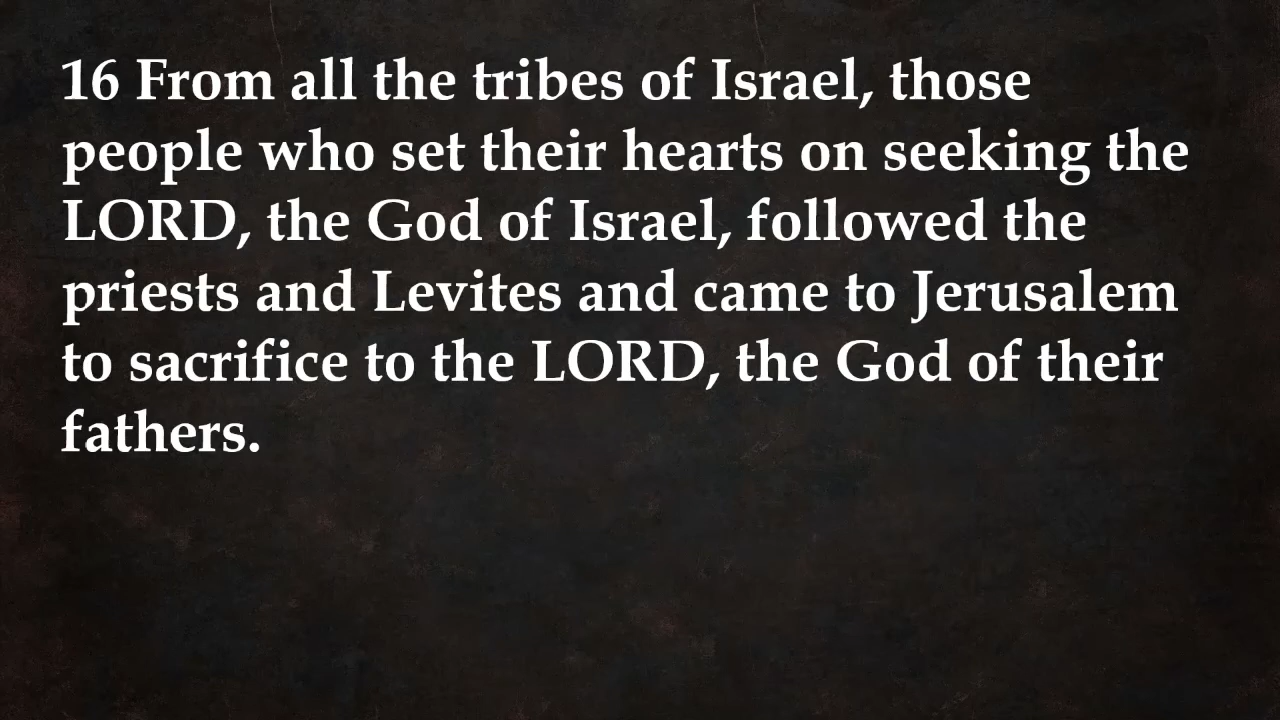 16 From all the tribes of Israel, those
people who set their hearts on seeking the
LORD, the God of Israel, followed the
priests and Levites and came to Jerusalem
to sacrifice to the LORD, the God of their
fathers.